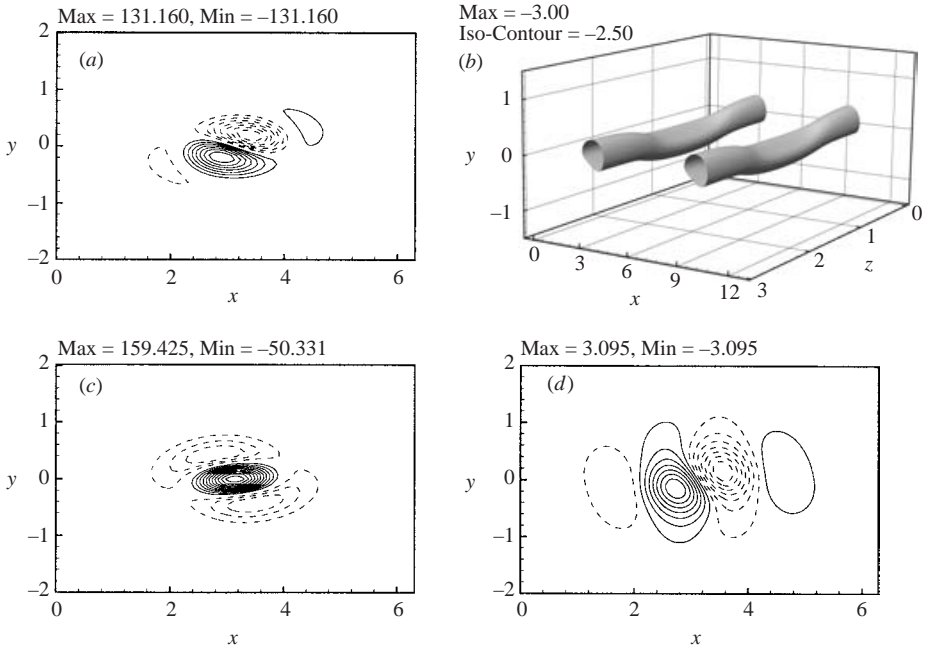 Max = 131.160, Min = –131.160
(a)
2
1
0
–1
–2
y
0
2
4
6
x
Max = –3.00
Iso-Contour = –2.50
(b)
1
0
–1
y
0
3
6
9
12
x
3
2
1
0
z
Max = 159.425, Min = –50.331
(c)
2
1
0
–1
–2
y
0
2
4
6
x
Max = 3.095, Min = –3.095
(d)
2
1
0
–1
–2
y
0
2
4
6
x